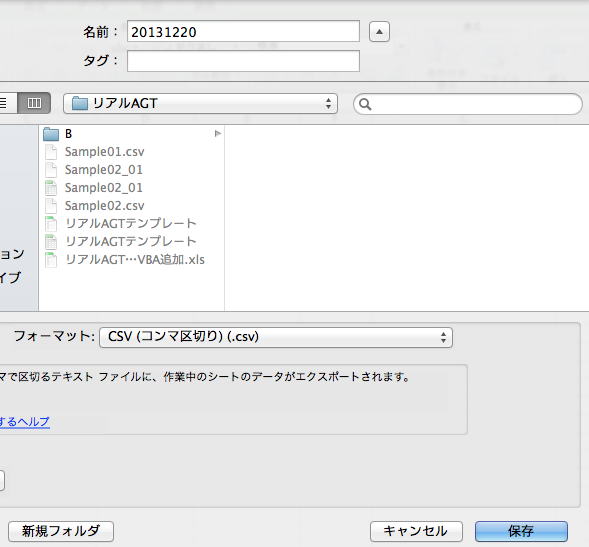 名前： 20131220
タグ：
リアルAGT
B
Sample01.csv
Sample02_01
Sample02_01
Sample02.csv
リアルAGTテンプレート
リアルAGTテンプレート
リアルAGT…VBA追加.xls
ョン
イブ
フォーマット: CSV (コンマ区切り) (.csv)
マで区切るテキスト ファイルに、作業中のシートのデータがエクスポートされます。
するヘルプ
新規フォルダ キャンセル 保存